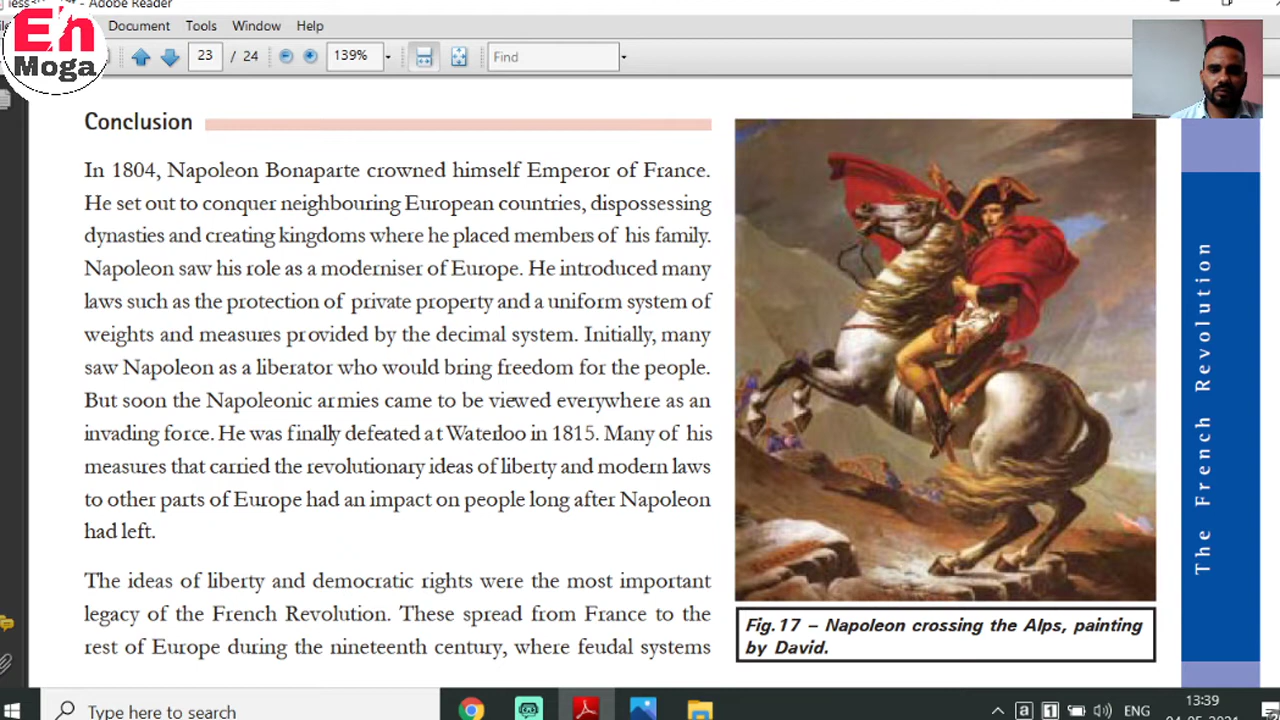 Adobe Reader
Document Tools Window Help
En
Moga
23 / 24 139% Find
Conclusion
In 1804, Napoleon Bonaparte crowned himself Emperor of France.
He set out to conquer neighbouring European countries, dispossessing
dynasties and creating kingdoms where he placed members of his family.
Napoleon saw his role as a moderniser of Europe. He introduced many
laws such as the protection of private property and a uniform system of
weights and measures provided by the decimal system. Initially, many
saw Napoleon as a liberator who would bring freedom for the people.
But soon the Napoleonic armies came to be viewed everywhere as an
invading force. He was finally defeated at Waterloo in 1815. Many of his
measures that carried the revolutionary ideas of liberty and modern laws
to other parts of Europe had an impact on people long after Napoleon
had left.
The ideas of liberty and democratic rights were the most important
legacy of the French Revolution. These spread from France to the
rest of Europe during the nineteenth century, where feudal systems
Fig.17 – Napoleon crossing the Alps, painting
by David.
The French Revolution
Type here to search
ENG
13:39